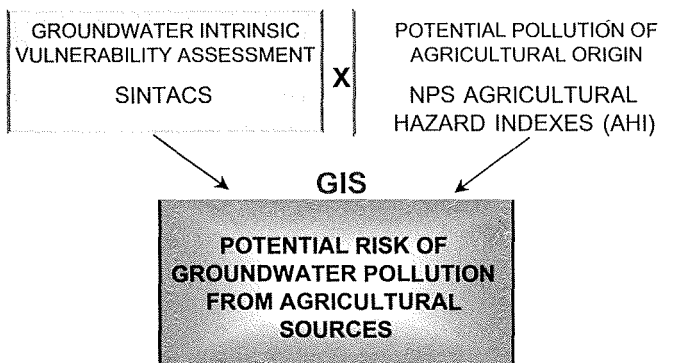 GROUNDWATER INTRINSIC
VULNERABILITY ASSESSMENT
SINTACS
X
POTENTIAL POLLUTION OF
AGRICULTURAL ORIGIN
NPS AGRICULTURAL
HAZARD INDEXES (AHI)
GIS
POTENTIAL RISK OF
GROUNDWATER POLLUTION
FROM AGRICULTURAL
SOURCES